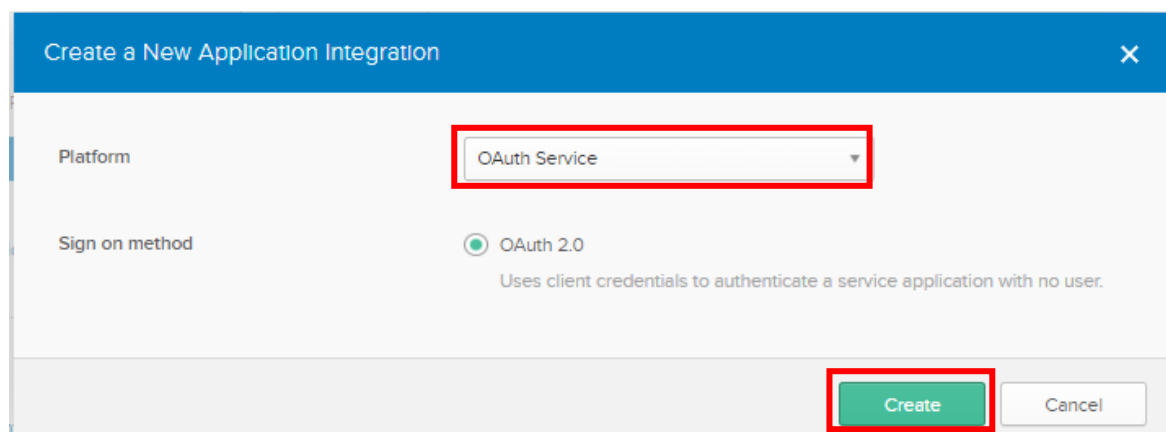 Create a New Application Integration
Platform
OAuth Service
Sign on method
OAuth 2.0
Uses client credentials to authenticate a service application with no user.
Create
Cancel